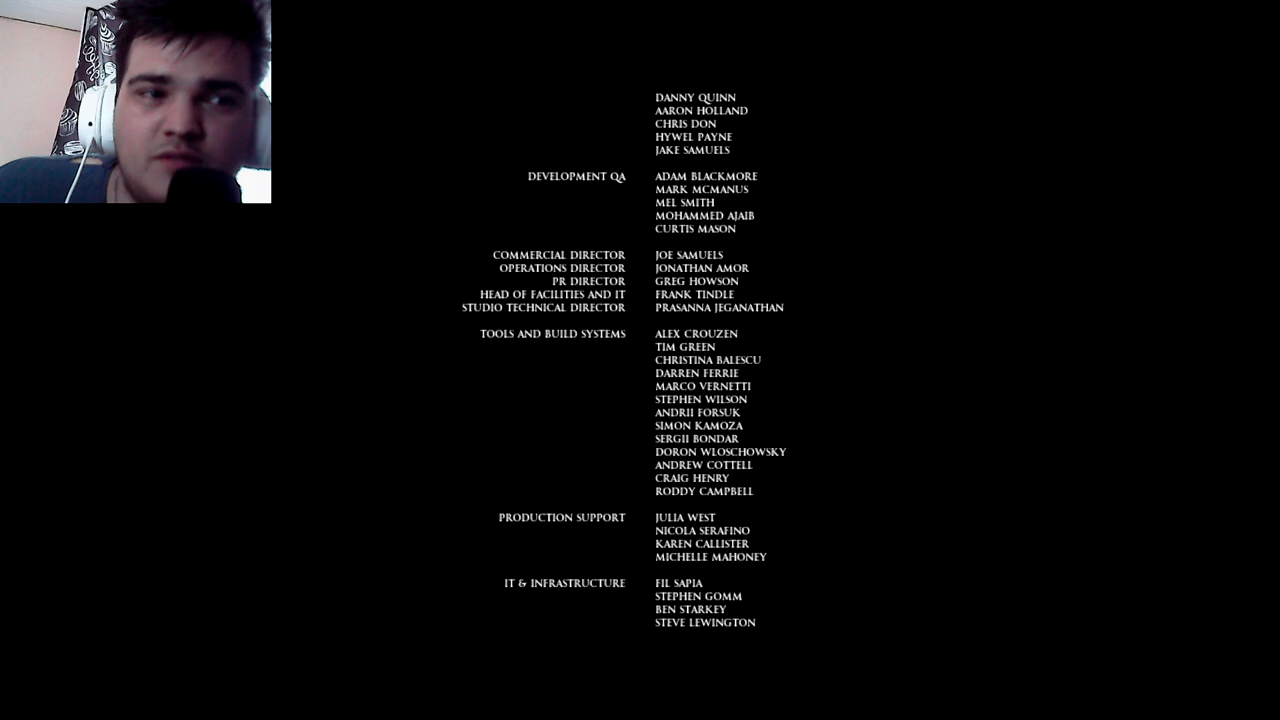 DANNY QUINN
AARON HOLLAND
CHRIS DON
HYWEL PAYNE
JAKE SAMUELS
DEVELOPMENT QA ADAM BLACKMORE
MARK MCMANUS
MEL SMITH
MOHAMMED AJAIB
CURTIS MASON
COMMERCIAL DIRECTOR JOE SAMUELS
OPERATIONS DIRECTOR JONATHAN AMOR
PR DIRECTOR GREG HOWSON
HEAD OF FACILITIES AND IT FRANK TINDLE
STUDIO TECHNICAL DIRECTOR PRASANNA JEGANATHAN
TOOLS AND BUILD SYSTEMS ALEX CROUZEN
TIM GREEN
CHRISTINA BALESCU
DARREN FERRIE
MARCO VERNETTI
STEPHEN WILSON
ANDRII FORSUK
SIMON KAMOZA
SERGII BONDAR
DORON WLOSCHOWSKY
ANDREW COTTELL
CRAIG HENRY
RODDY CAMPBELL
PRODUCTION SUPPORT JULIA WEST
NICOLA SERAFINO
KAREN CALLISTER
MICHELLE MAHONEY
IT & INFRASTRUCTURE FIL SAPIA
STEPHEN GOMM
BEN STARKEY
STEVE LEWINGTON